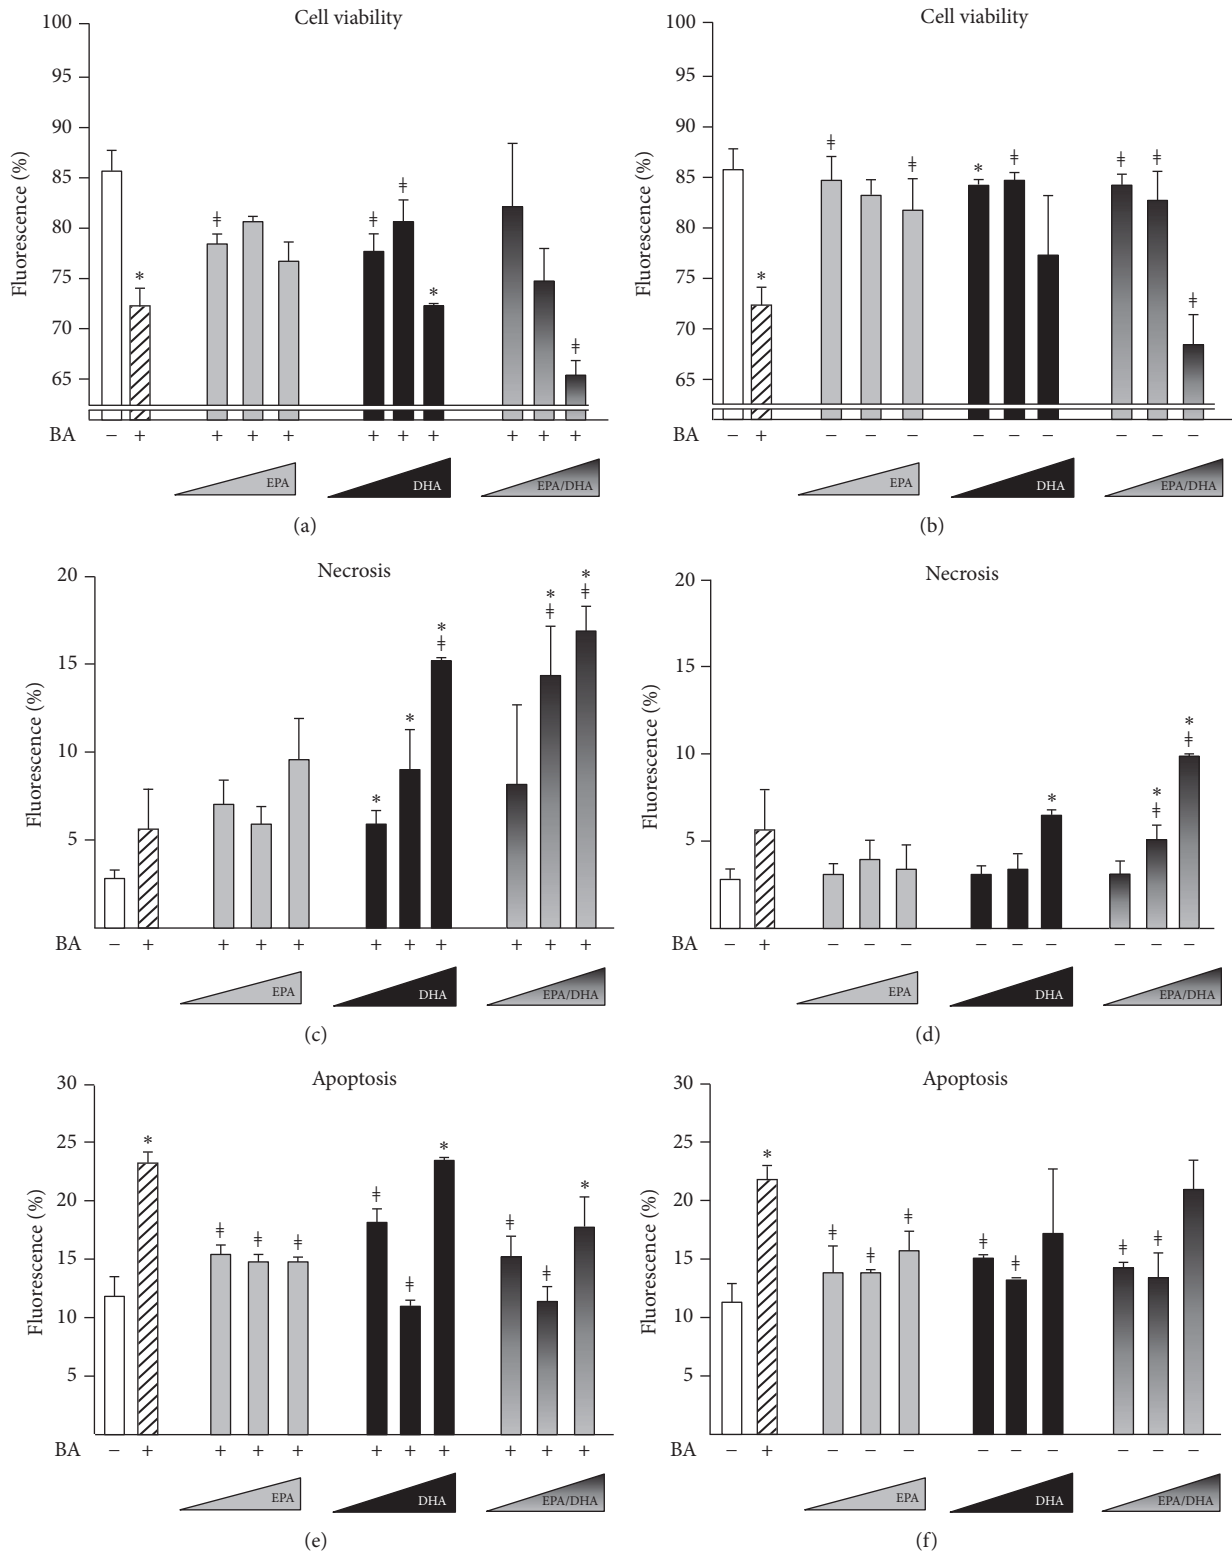 Cell viability
100
95
90
85
80
75
70
65
Fluorescence (%)
‡ ‡ ‡ ‡
* *
BA − + + + + + + + + + +
EPA DHA EPA/DHA
(a)
Cell viability
100
95
90
85
80
75
70
65
Fluorescence (%)
‡ ‡ * ‡ ‡ ‡
* ‡
BA − + − − − − − − − − −
EPA DHA EPA/DHA
(b)
Necrosis
20
15
10
5
Fluorescence (%)
* * *
‡ ‡ ‡
* *
BA − + + + + + + + + + +
EPA DHA EPA/DHA
(c)
Necrosis
20
15
10
5
Fluorescence (%)
* * *
‡ ‡
BA − + − − − − − − − − −
EPA DHA EPA/DHA
(d)
Apoptosis
30
25
20
15
10
5
Fluorescence (%)
* ‡ ‡ ‡ ‡ ‡ * ‡ ‡ *
BA − + + + + + + + + + +
EPA DHA EPA/DHA
(e)
Apoptosis
30
25
20
15
10
5
Fluorescence (%)
* ‡ ‡ ‡ ‡ ‡ ‡ ‡
BA − + − − − − − − − − −
EPA DHA EPA/DHA
(f)